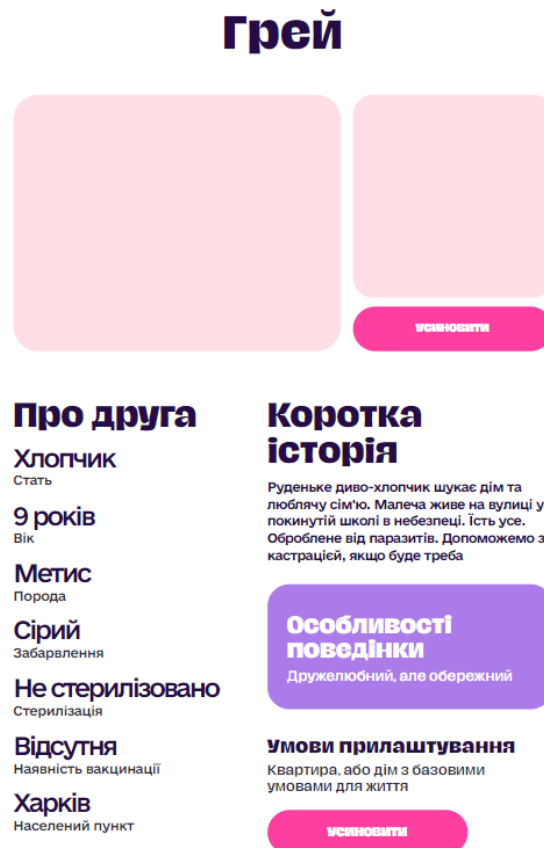 Грей
УСИНОВИТИ
Про друга
Хлопчик
Стать
9 років
Вік
Метис
Порода
Сірий
Забарвлення
Не стерилізовано
Стерилізація
Відсутня
Наявність вакцинації
Харків
Населений пункт
Коротка
історія
Руденьке диво-хлопчик шукає дім та
люблячу сім'ю. Малеча живе на вулиці у
покинутій школі в небезпеці. Їсть усе.
Оброблене від паразитів. Допоможемо з
кастрацією, якщо буде треба
Особливості
поведінки
Дружелюбний, але обережний
Умови прилаштування
Квартира, або дім з базовими
умовами для життя
УСИНОВИТИ